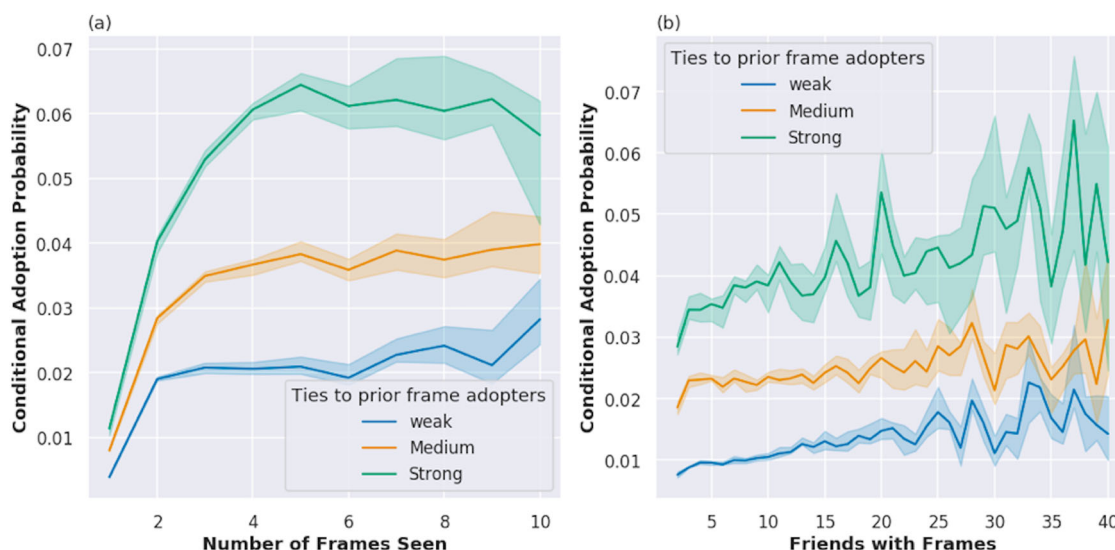 (a)
0.07
0.06
0.05
0.04
0.03
0.02
0.01
Conditional Adoption Probability
Ties to prior frame adopters
weak
Medium
Strong
2 4 6 8 10
Number of Frames Seen
(b)
Ties to prior frame adopters
weak
Medium
Strong
0.07
0.06
0.05
0.04
0.03
0.02
0.01
Conditional Adoption Probability
5 10 15 20 25 30 35 40
Friends with Frames